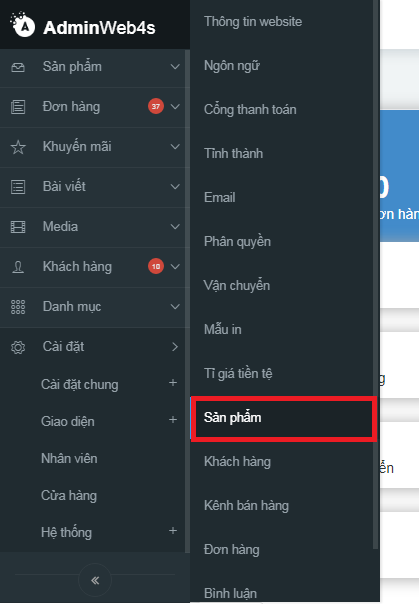 AdminWeb4s
Sản phẩm
Đơn hàng 37
Khuyến mãi
Bài viết
Media
Khách hàng 10
Danh mục
Cài đặt
Cài đặt chung +
Giao diện +
Nhân viên
Cửa hàng
Hệ thống +
«
Thông tin website
Ngôn ngữ
Cổng thanh toán
Tỉnh thành
Email
Phân quyền
Vận chuyển
Mẫu in
Tỉ giá tiền tệ
Sản phẩm
Khách hàng
Kênh bán hàng
Đơn hàng
Bình luận
0
ơn hàn
g
ển